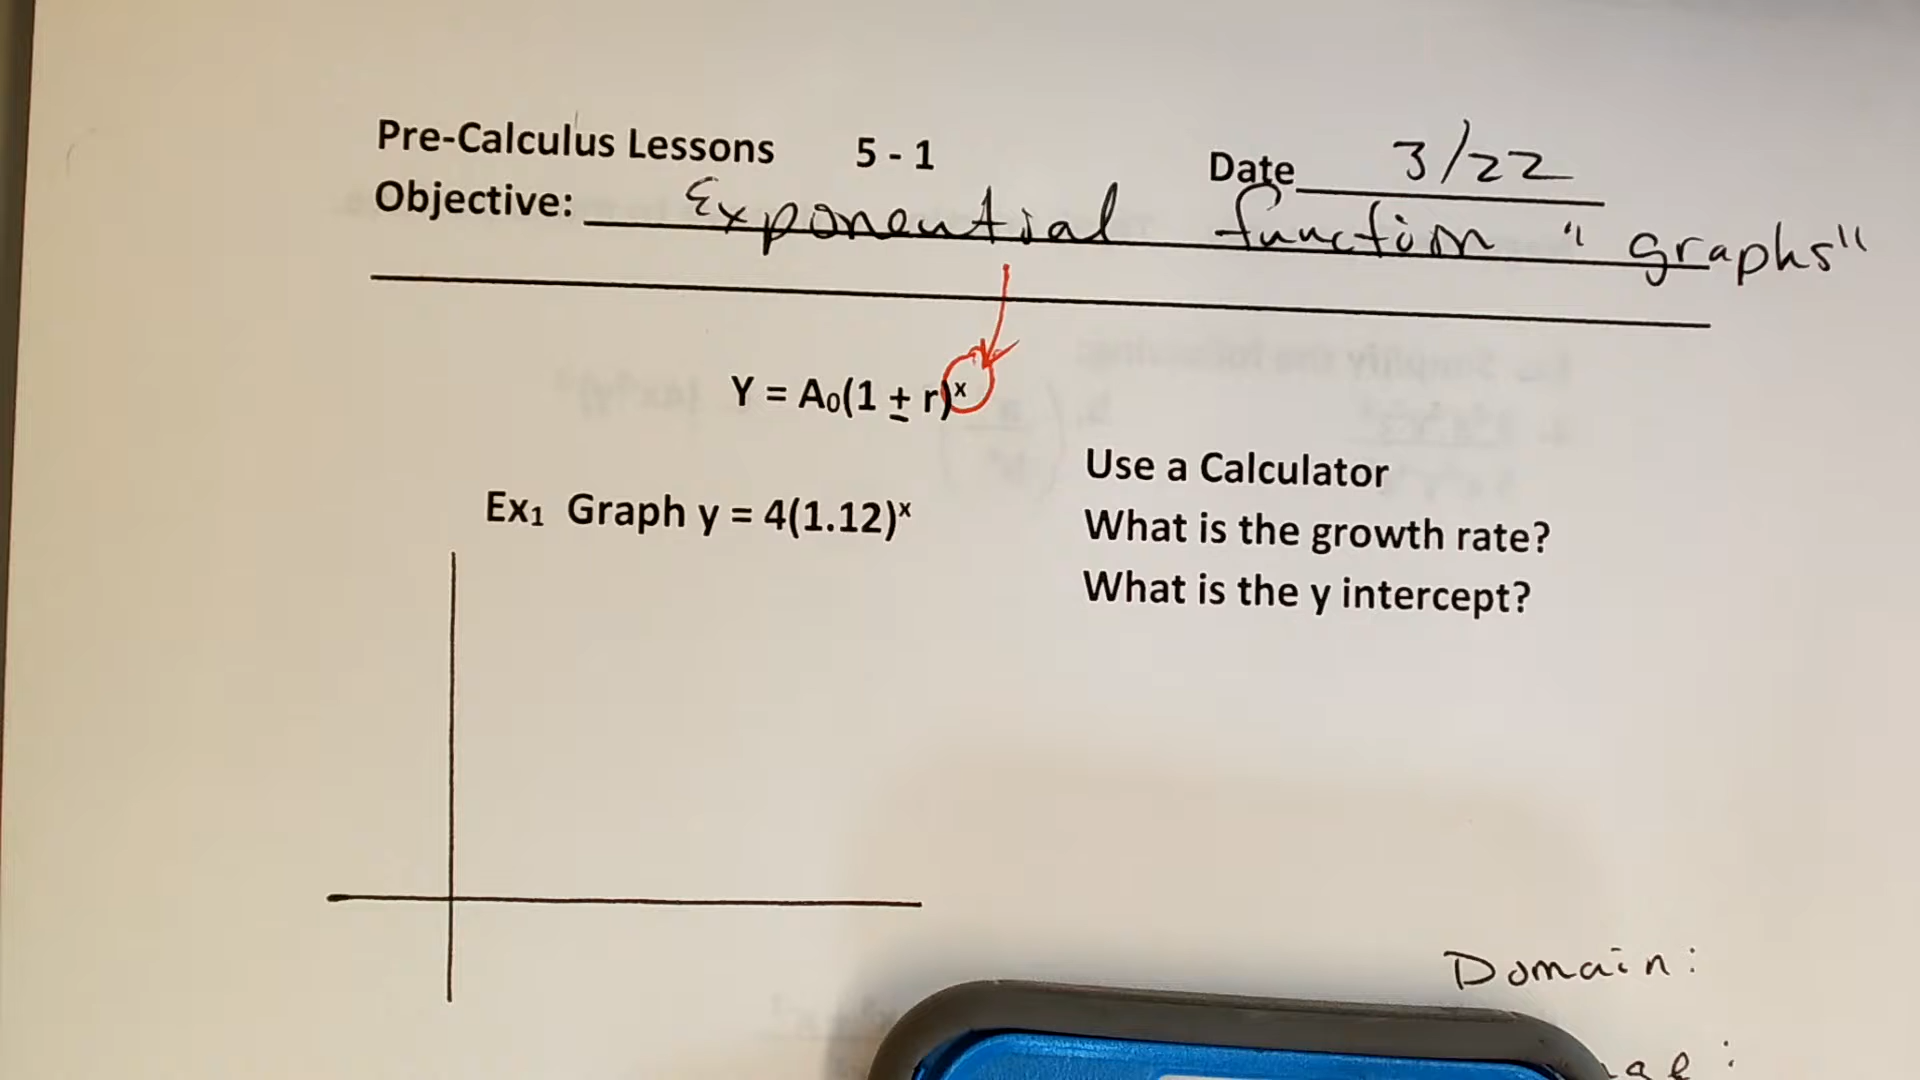 Pre-Calculus Lessons 5 - 1 Date 3/22
Objective: Exponential function " graphs"
Y = A₀(1 ± r)ˣ
Use a Calculator
Ex₁ Graph y = 4(1.12)ˣ
What is the growth rate?
What is the y intercept?
Domain: